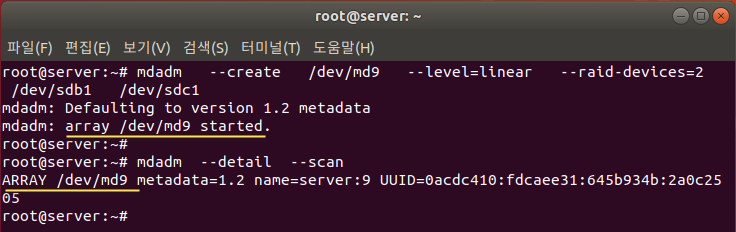 root@server: ~
파일(F) 편집(E) 보기(V) 검색(S) 터미널(T) 도움말(H)
root@server:~# mdadm   --create   /dev/md9   --level=linear   --raid-devices=2
 /dev/sdb1   /dev/sdc1
mdadm: Defaulting to version 1.2 metadata
mdadm: array /dev/md9 started.
root@server:~#
root@server:~# mdadm  --detail  --scan
ARRAY /dev/md9 metadata=1.2 name=server:9 UUID=0acdc410:fdcaee31:645b934b:2a0c25
05
root@server:~#